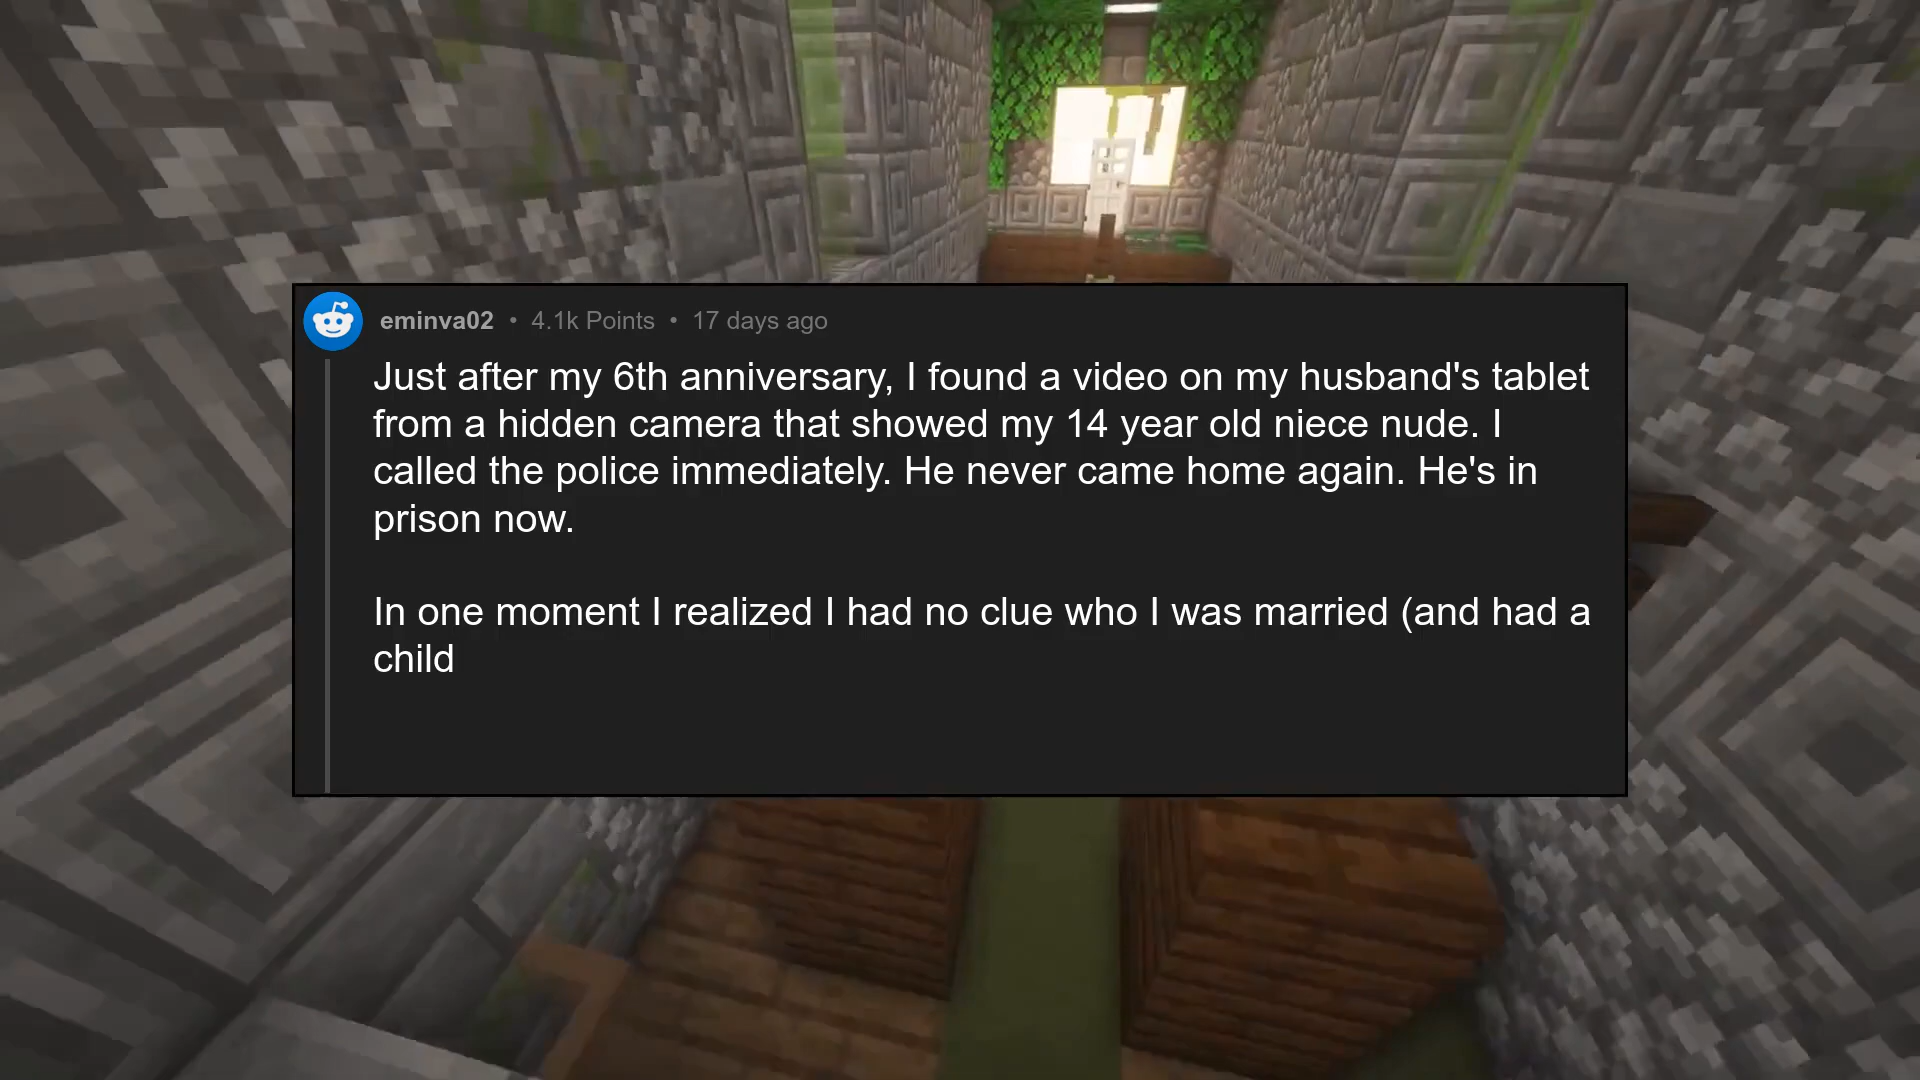 eminva02 • 4.1k Points • 17 days ago
Just after my 6th anniversary, I found a video on my husband's tablet
from a hidden camera that showed my 14 year old niece nude. I
called the police immediately. He never came home again. He's in
prison now.
In one moment I realized I had no clue who I was married (and had a
child